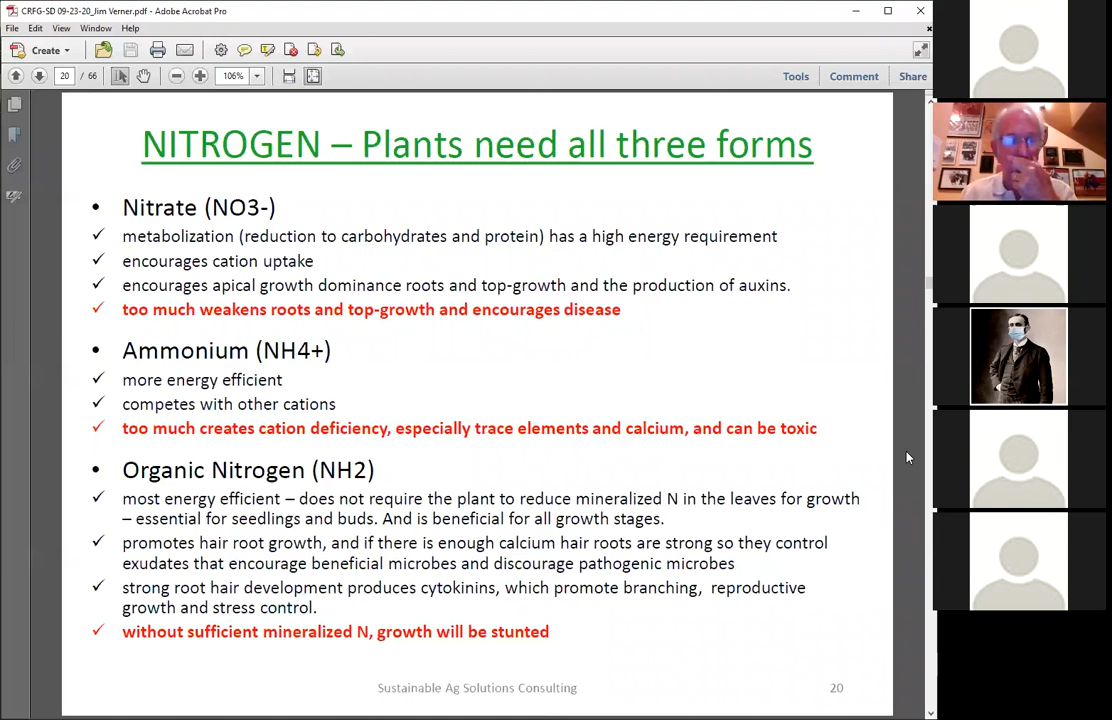 CRFG-SD 09-23-20_Jim Verner.pdf - Adobe Acrobat Pro
File Edit View Window Help
Create
20 / 66 106% Tools Comment Share
NITROGEN – Plants need all three forms
• Nitrate (NO3-)
✓ metabolization (reduction to carbohydrates and protein) has a high energy requirement
✓ encourages cation uptake
✓ encourages apical growth dominance roots and top-growth and the production of auxins.
✓ too much weakens roots and top-growth and encourages disease
• Ammonium (NH4+)
✓ more energy efficient
✓ competes with other cations
✓ too much creates cation deficiency, especially trace elements and calcium, and can be toxic
• Organic Nitrogen (NH2)
✓ most energy efficient – does not require the plant to reduce mineralized N in the leaves for growth
– essential for seedlings and buds. And is beneficial for all growth stages.
✓ promotes hair root growth, and if there is enough calcium hair roots are strong so they control
exudates that encourage beneficial microbes and discourage pathogenic microbes
✓ strong root hair development produces cytokinins, which promote branching, reproductive
growth and stress control.
✓ without sufficient mineralized N, growth will be stunted
Sustainable Ag Solutions Consulting 20